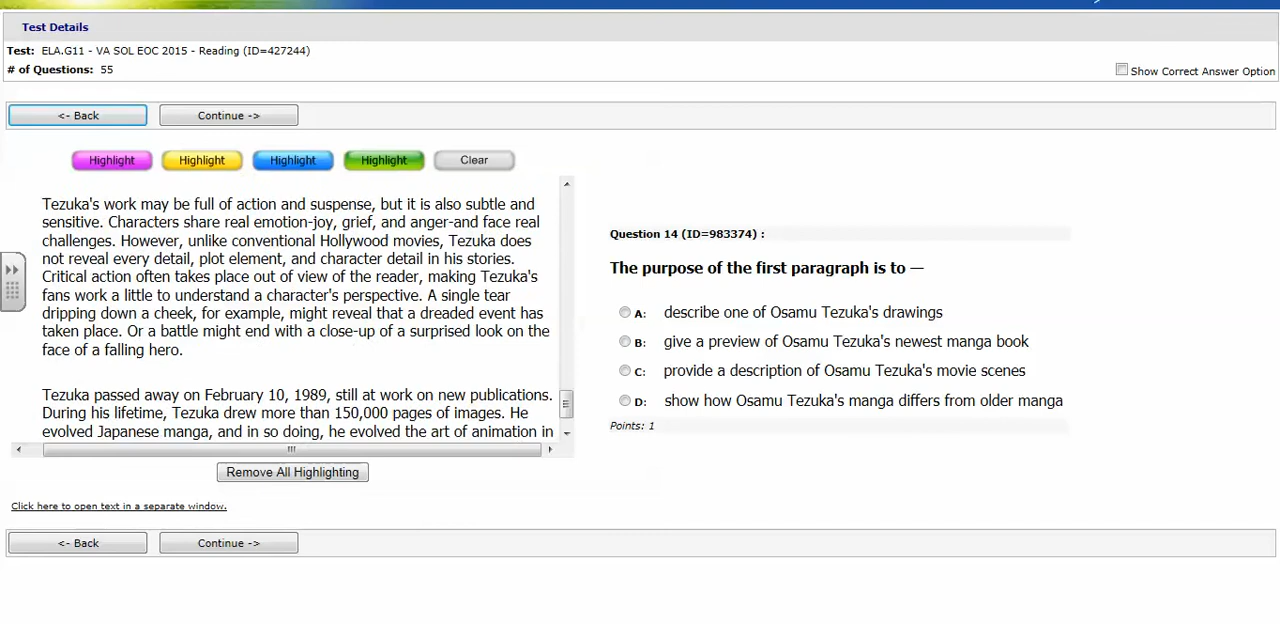 Test Details
Test: ELA.G11 - VA SOL EOC 2015 - Reading (ID=427244)
# of Questions: 55
Show Correct Answer Option
<- Back
Continue ->
Highlight
Highlight
Highlight
Highlight
Clear
Tezuka's work may be full of action and suspense, but it is also subtle and
sensitive. Characters share real emotion-joy, grief, and anger-and face real
challenges. However, unlike conventional Hollywood movies, Tezuka does
not reveal every detail, plot element, and character detail in his stories.
Critical action often takes place out of view of the reader, making Tezuka's
fans work a little to understand a character's perspective. A single tear
dripping down a cheek, for example, might reveal that a dreaded event has
taken place. Or a battle might end with a close-up of a surprised look on the
face of a falling hero.
Tezuka passed away on February 10, 1989, still at work on new publications.
During his lifetime, Tezuka drew more than 150,000 pages of images. He
evolved Japanese manga, and in so doing, he evolved the art of animation in
Remove All Highlighting
Click here to open text in a separate window.
Question 14 (ID=983374) :
The purpose of the first paragraph is to —
A: describe one of Osamu Tezuka's drawings
B: give a preview of Osamu Tezuka's newest manga book
C: provide a description of Osamu Tezuka's movie scenes
D: show how Osamu Tezuka's manga differs from older manga
Points: 1
<- Back
Continue ->